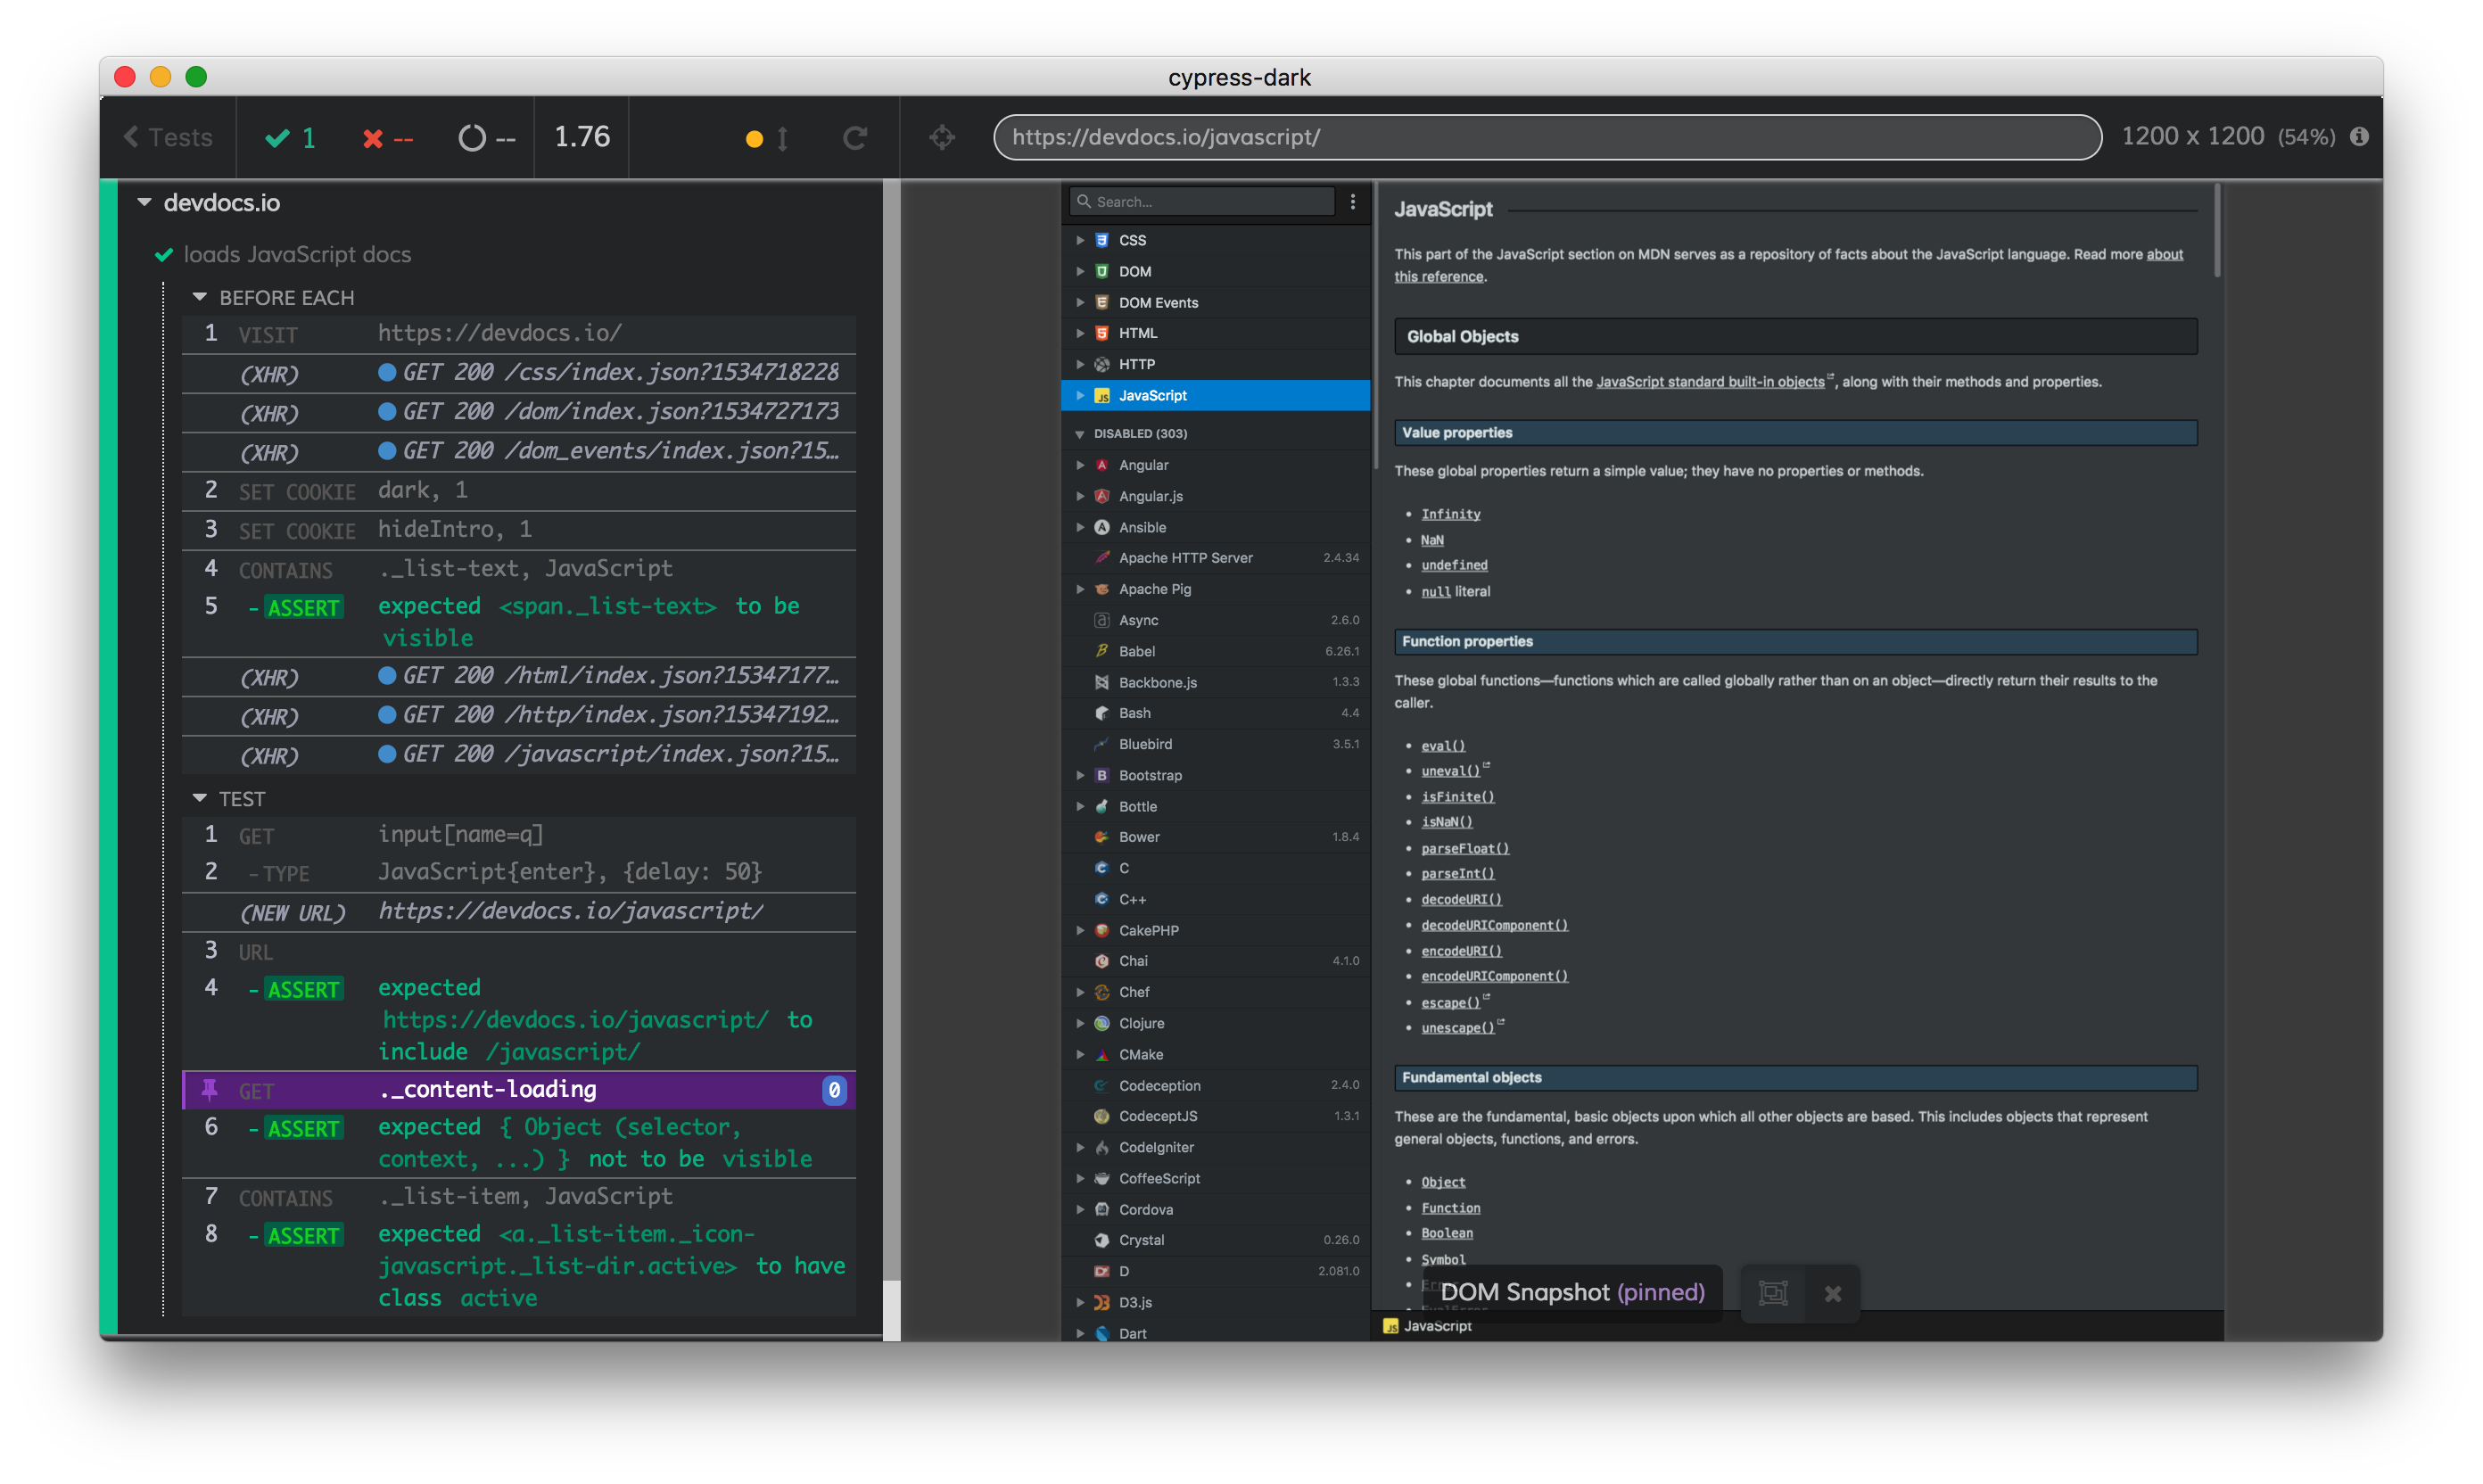 cypress-dark
Tests
1
--
--
1.76
https://devdocs.io/javascript/
1200 x 1200 (54%)
devdocs.io
loads JavaScript docs
BEFORE EACH
1 VISIT https://devdocs.io/
(XHR) GET 200 /css/index.json?1534718228
(XHR) GET 200 /dom/index.json?1534727173
(XHR) GET 200 /dom_events/index.json?15...
2 SET COOKIE dark, 1
3 SET COOKIE hideIntro, 1
4 CONTAINS ._list-text, JavaScript
5 -ASSERT expected <span._list-text> to be
visible
(XHR) GET 200 /html/index.json?15347177...
(XHR) GET 200 /http/index.json?15347192...
(XHR) GET 200 /javascript/index.json?15...
TEST
1 GET input[name=q]
2 -TYPE JavaScript{enter}, {delay: 50}
(NEW URL) https://devdocs.io/javascript/
3 URL
4 -ASSERT expected
https://devdocs.io/javascript/ to
include /javascript/
GET ._content-loading 0
6 -ASSERT expected { Object (selector,
context, ...) } not to be visible
7 CONTAINS ._list-item, JavaScript
8 -ASSERT expected <a._list-item._icon-
javascript._list-dir.active> to have
class active
Search...
CSS
DOM
DOM Events
HTML
HTTP
JavaScript
DISABLED (303)
Angular
Angular.js
Ansible
Apache HTTP Server 2.4.34
Apache Pig
Async 2.6.0
Babel 6.26.1
Backbone.js 1.3.3
Bash 4.4
Bluebird 3.5.1
Bootstrap
Bottle
Bower 1.8.4
C
C++
CakePHP
Chai 4.1.0
Chef
Clojure
CMake
Codeception 2.4.0
CodeceptJS 1.3.1
CodeIgniter
CoffeeScript
Cordova
Crystal 0.26.0
D 2.081.0
D3.js
Dart
JavaScript
This part of the JavaScript section on MDN serves as a repository of facts about the JavaScript language. Read more about
this reference.
Global Objects
This chapter documents all the JavaScript standard built-in objects, along with their methods and properties.
Value properties
These global properties return a simple value; they have no properties or methods.
• Infinity
• NaN
• undefined
• null literal
Function properties
These global functions—functions which are called globally rather than on an object—directly return their results to the
caller.
• eval()
• uneval()
• isFinite()
• isNaN()
• parseFloat()
• parseInt()
• decodeURI()
• decodeURIComponent()
• encodeURI()
• encodeURIComponent()
• escape()
• unescape()
Fundamental objects
These are the fundamental, basic objects upon which all other objects are based. This includes objects that represent
general objects, functions, and errors.
• Object
• Function
• Boolean
• Symbol
• Error
• EvalError
DOM Snapshot (pinned)
JavaScript